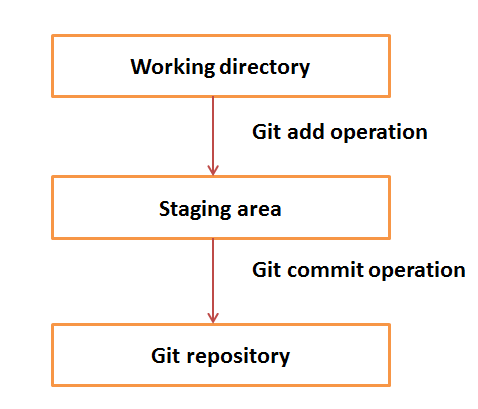 Working directory
Git add operation
Staging area
Git commit operation
Git repository